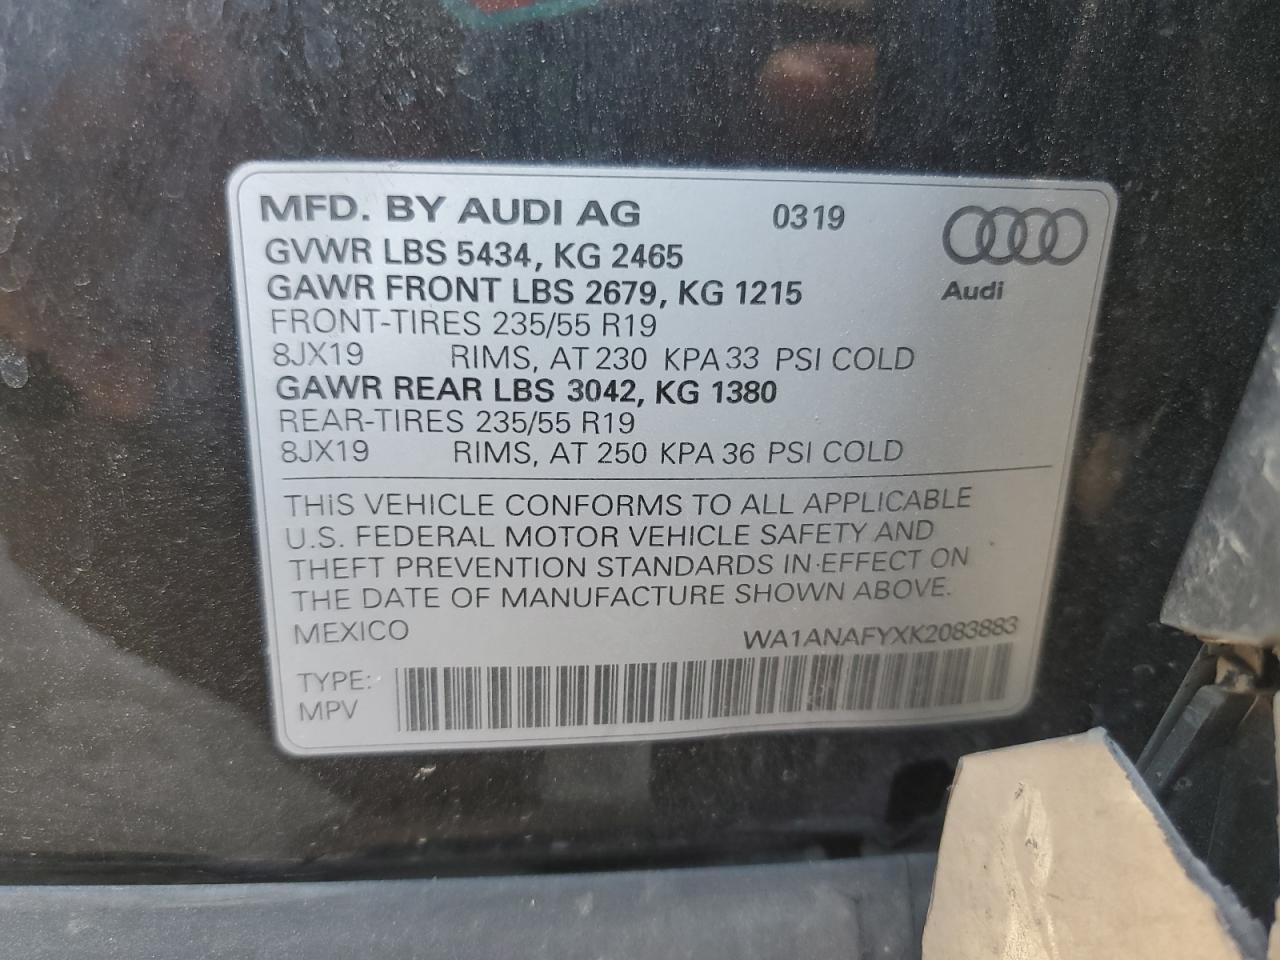 MFD. BY AUDI AG 0319
GVWR LBS 5434, KG 2465
GAWR FRONT LBS 2679, KG 1215
Audi
FRONT-TIRES 235/55 R19
8JX19 RIMS, AT 230 KPA 33 PSI COLD
GAWR REAR LBS 3042, KG 1380
REAR-TIRES 235/55 R19
8JX19 RIMS, AT 250 KPA 36 PSI COLD
THIS VEHICLE CONFORMS TO ALL APPLICABLE
U.S. FEDERAL MOTOR VEHICLE SAFETY AND
THEFT PREVENTION STANDARDS IN EFFECT ON
THE DATE OF MANUFACTURE SHOWN ABOVE.
MEXICO WA1ANAFYXK2083883
TYPE:
MPV